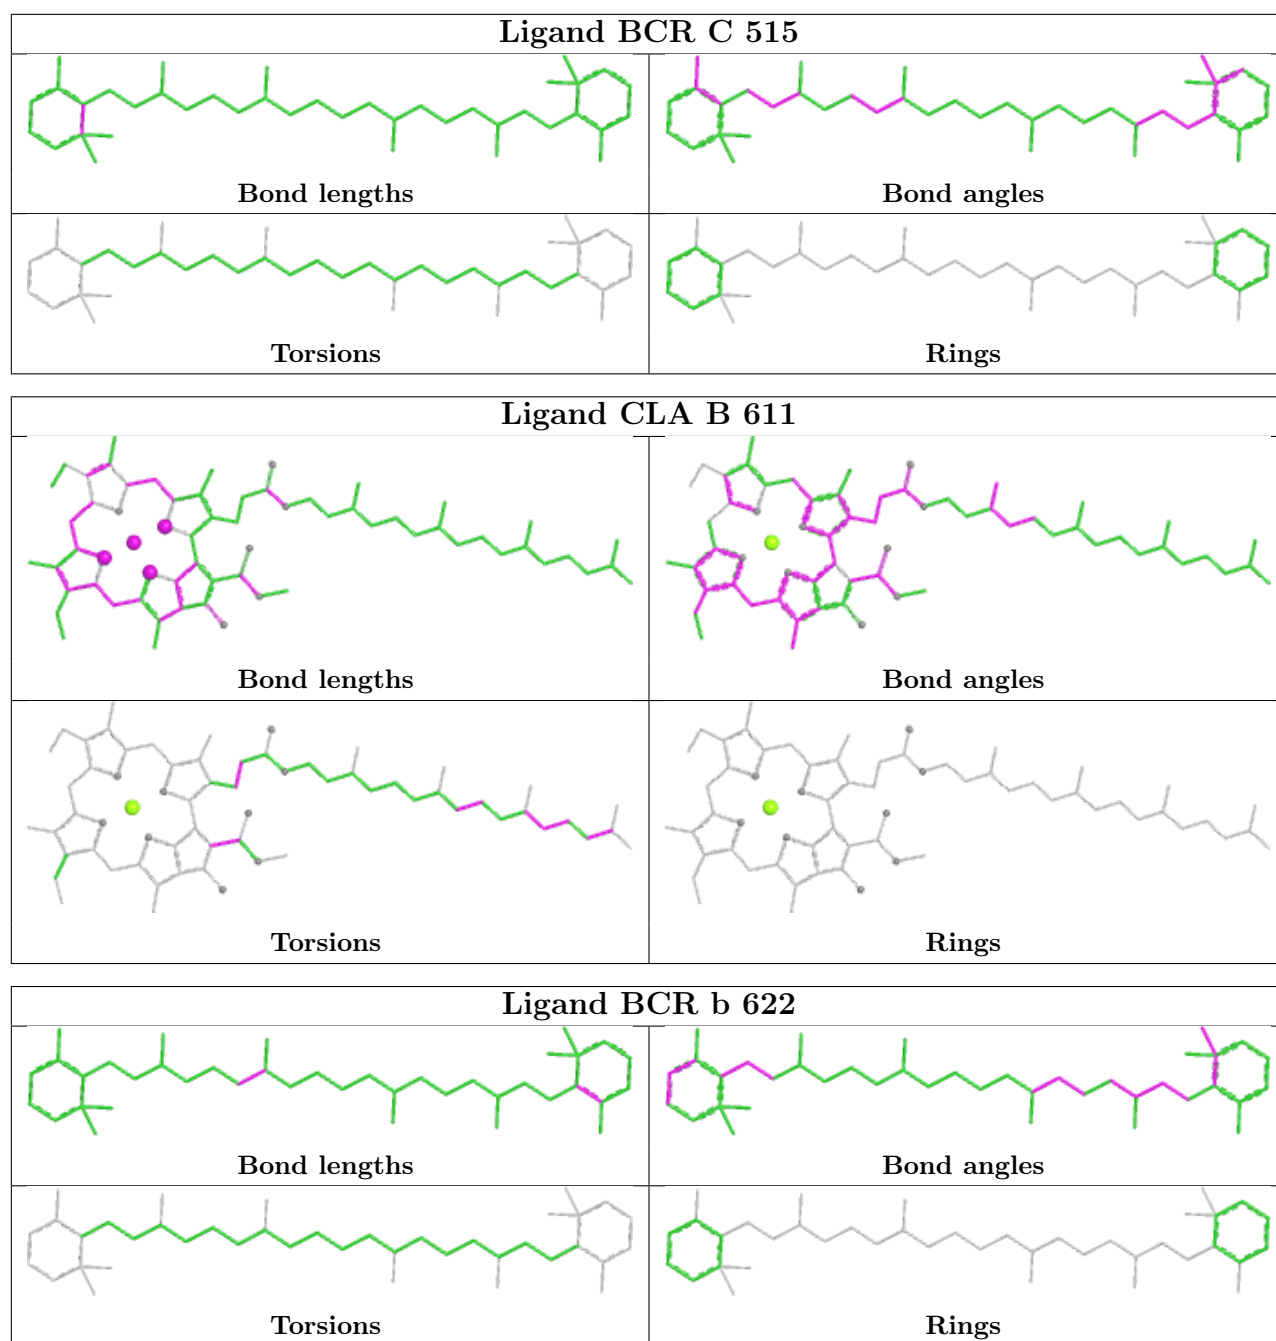 Ligand BCR C 515
Bond lengths
Bond angles
Torsions
Rings
Ligand CLA B 611
Bond lengths
Bond angles
Torsions
Rings
Ligand BCR b 622
Bond lengths
Bond angles
Torsions
Rings